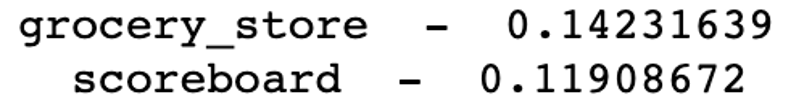 grocery_store - 0.14231639
scoreboard - 0.11908672